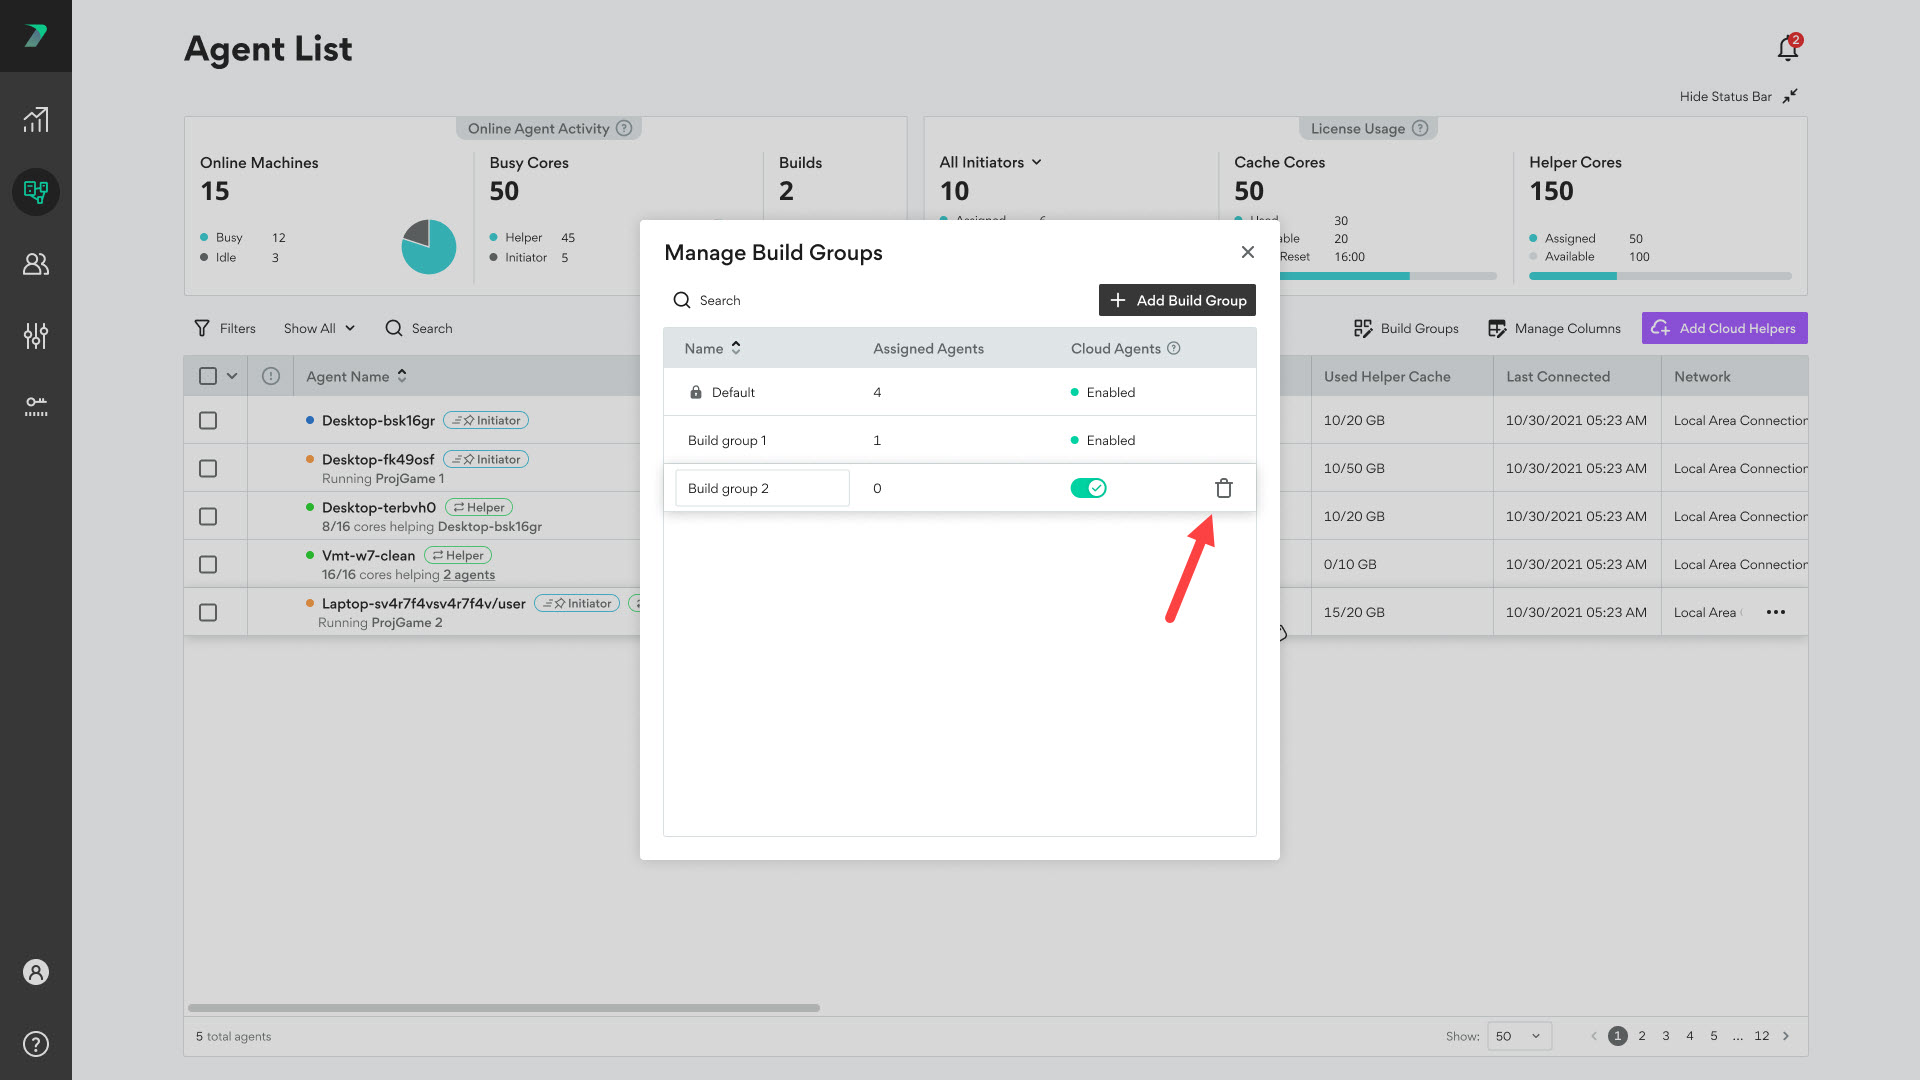 Agent List
2
Hide Status Bar
Online Agent Activity ?
License Usage ?
Online Machines
15
Busy 12
Idle 3
Busy Cores
50
Helper 45
Initiator 5
Builds
2
All Initiators
10
Assigned 6
Cache Cores
50
Used 30
able 20
Reset 16:00
Helper Cores
150
Assigned 50
Available 100
Filters Show All Search
Build Groups Manage Columns Add Cloud Helpers
Agent Name Used Helper Cache Last Connected Network
Desktop-bsk16gr Initiator 10/20 GB 10/30/2021 05:23 AM Local Area Connection
Desktop-fk49osf Initiator 10/50 GB 10/30/2021 05:23 AM Local Area Connection
Running ProjGame 1
Desktop-terbvh0 Helper 10/20 GB 10/30/2021 05:23 AM Local Area Connection
8/16 cores helping Desktop-bsk16gr
Vmt-w7-clean Helper 0/10 GB 10/30/2021 05:23 AM Local Area Connection
16/16 cores helping 2 agents
Laptop-sv4r7f4vsv4r7f4v/user Initiator 15/20 GB 10/30/2021 05:23 AM Local Area
Running ProjGame 2
Manage Build Groups
Search
Add Build Group
Name Assigned Agents Cloud Agents ?
Default 4 Enabled
Build group 1 1 Enabled
Build group 2 0
5 total agents
Show: 50 1 2 3 4 5 ... 12
?